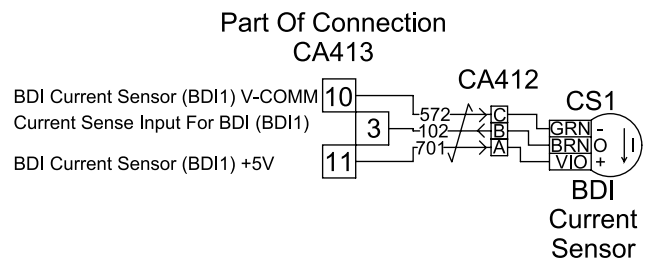 Part Of Connection
CA413
BDI Current Sensor (BDI1) V-COMM 10
Current Sense Input For BDI (BDI1) 3
BDI Current Sensor (BDI1) +5V 11
CA412
572 C
102 B
701 A
CS1
GRN -
BRN O
VIO +
I
BDI
Current
Sensor